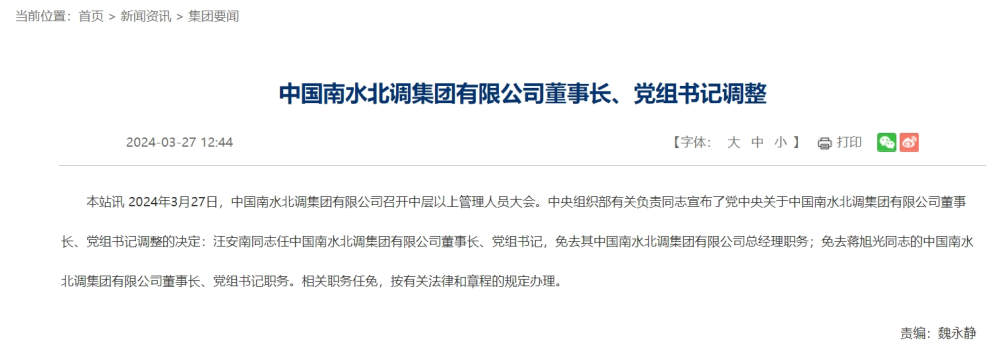 当前位置：首页 > 新闻资讯 > 集团要闻
中国南水北调集团有限公司董事长、党组书记调整
2024-03-27 12:44 【字体： 大 中 小 】 打印
本站讯 2024年3月27日，中国南水北调集团有限公司召开中层以上管理人员大会。中央组织部有关负责同志宣布了党中央关于中国南水北调集团有限公司董事
长、党组书记调整的决定：汪安南同志任中国南水北调集团有限公司董事长、党组书记，免去其中国南水北调集团有限公司总经理职务；免去蒋旭光同志的中国南水
北调集团有限公司董事长、党组书记职务。相关职务任免，按有关法律和章程的规定办理。
责编：魏永静